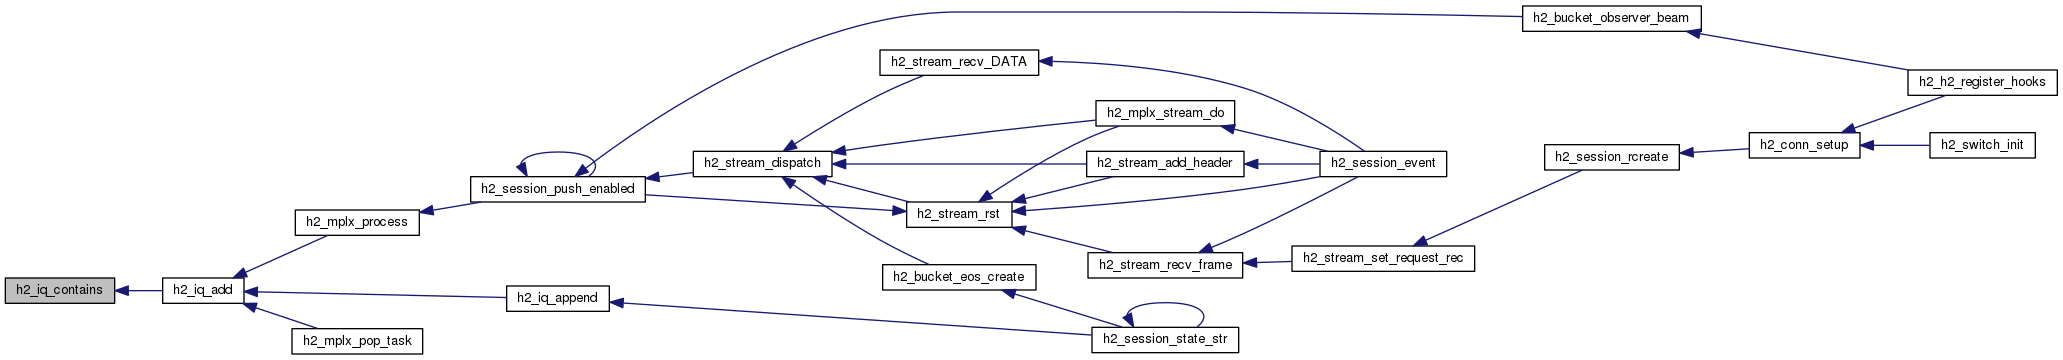 h2_bucket_observer_beam
h2_stream_recv_DATA
h2_h2_register_hooks
h2_mplx_stream_do
h2_switch_init
h2_conn_setup
h2_session_rcreate
h2_stream_dispatch
h2_stream_add_header
h2_session_event
h2_session_push_enabled
h2_stream_rst
h2_mplx_process
h2_stream_set_request_rec
h2_stream_recv_frame
h2_bucket_eos_create
h2_iq_contains
h2_iq_add
h2_iq_append
h2_mplx_pop_task
h2_session_state_str